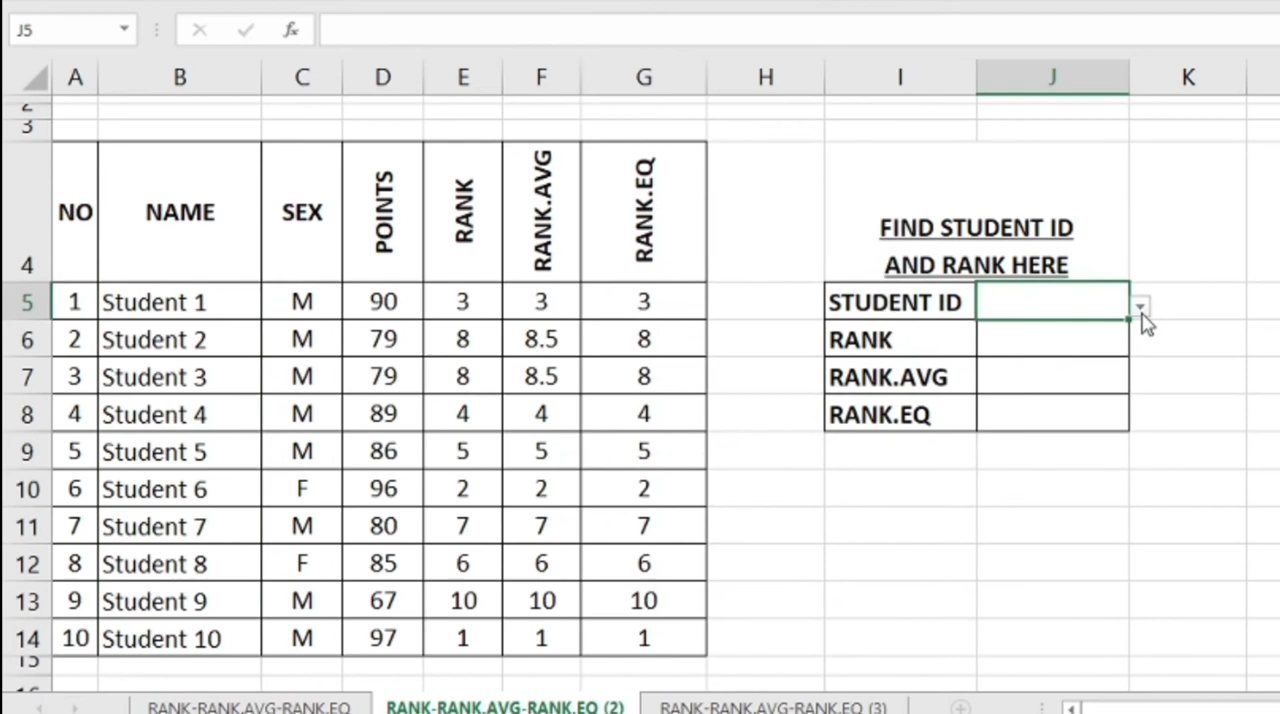 J5
fx
A B C D E F G H I J K
2
3
4 NO NAME SEX POINTS RANK RANK.AVG RANK.EQ
FIND STUDENT ID
AND RANK HERE
5 1 Student 1 M 90 3 3 3 STUDENT ID
6 2 Student 2 M 79 8 8.5 8 RANK
7 3 Student 3 M 79 8 8.5 8 RANK.AVG
8 4 Student 4 M 89 4 4 4 RANK.EQ
9 5 Student 5 M 86 5 5 5
10 6 Student 6 F 96 2 2 2
11 7 Student 7 M 80 7 7 7
12 8 Student 8 F 85 6 6 6
13 9 Student 9 M 67 10 10 10
14 10 Student 10 M 97 1 1 1
15
16
RANK-RANK.AVG-RANK.EQ RANK-RANK.AVG-RANK.EQ (2) RANK-RANK.AVG-RANK.EQ (3)